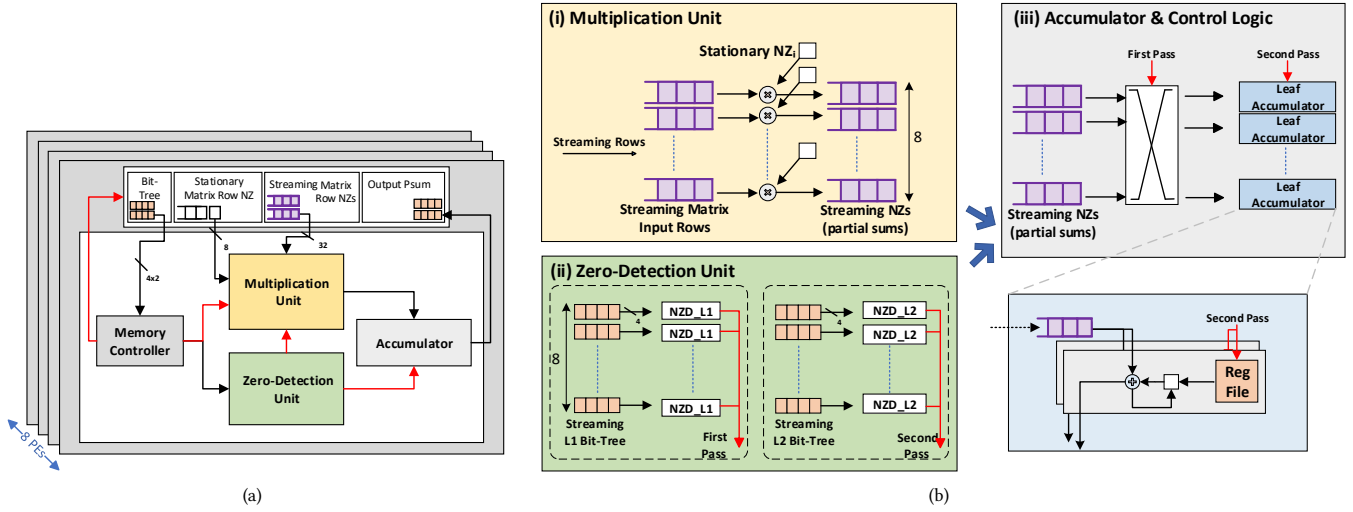 Bit-
Tree
Stationary
Matrix Row NZ
Streaming Matrix
Row NZs
Output Psum
8
32
4x2
Multiplication
Unit
Memory
Controller
Accumulator
Zero-Detection
Unit
8 PEs
(a)
(i) Multiplication Unit
Stationary NZi
8
Streaming Rows
Streaming Matrix
Input Rows
Streaming NZs
(partial sums)
(ii) Zero-Detection Unit
8
4
NZD_L1
NZD_L1
NZD_L1
Streaming
L1 Bit-Tree
First
Pass
4
NZD_L2
NZD_L2
NZD_L2
Streaming
L2 Bit-Tree
Second
Pass
(iii) Accumulator & Control Logic
First Pass
Second Pass
Leaf
Accumulator
Leaf
Accumulator
Leaf
Accumulator
Streaming NZs
(partial sums)
Second Pass
Reg
File
(b)